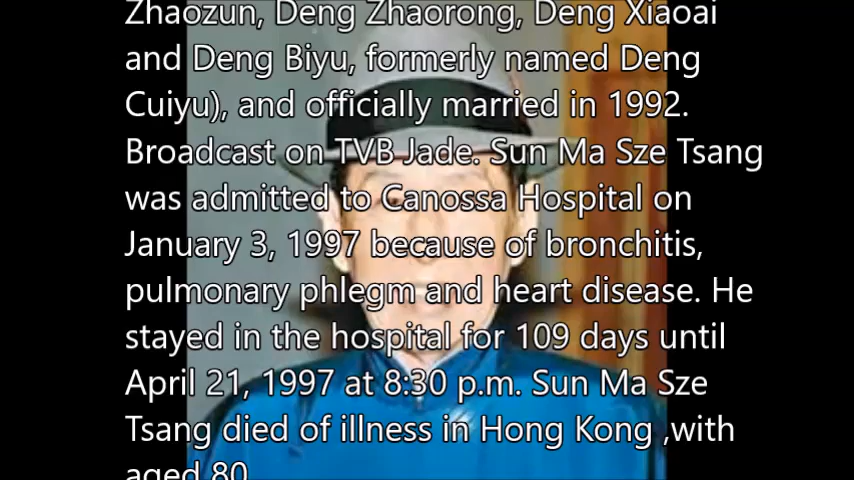 Zhaozun, Deng Zhaorong, Deng Xiaoai
and Deng Biyu, formerly named Deng
Cuiyu), and officially married in 1992.
Broadcast on TVB Jade. Sun Ma Sze Tsang
was admitted to Canossa Hospital on
January 3, 1997 because of bronchitis,
pulmonary phlegm and heart disease. He
stayed in the hospital for 109 days until
April 21, 1997 at 8:30 p.m. Sun Ma Sze
Tsang died of illness in Hong Kong ,with
aged 80